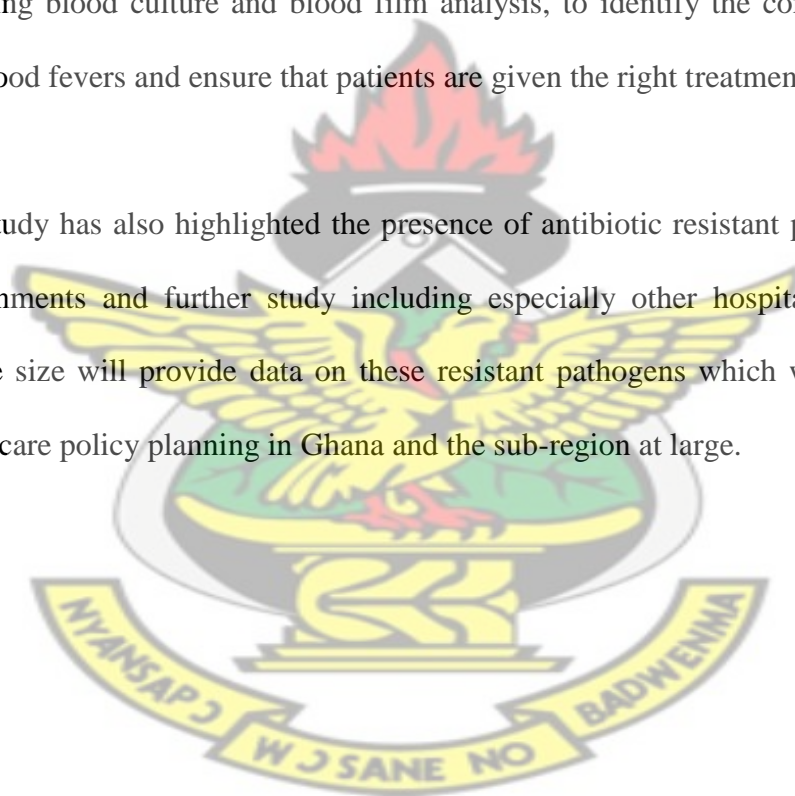 ng blood culture and blood film analysis, to identify the
ood fevers and ensure that patients are given the right treatmen
tudy has also highlighted the presence of antibiotic resistant p
nments and further study including especially other hospita
e size will provide data on these resistant pathogens which w
care policy planning in Ghana and the sub-region at large.
NYANSAPƆ WƆ SANE NO BADWENMA